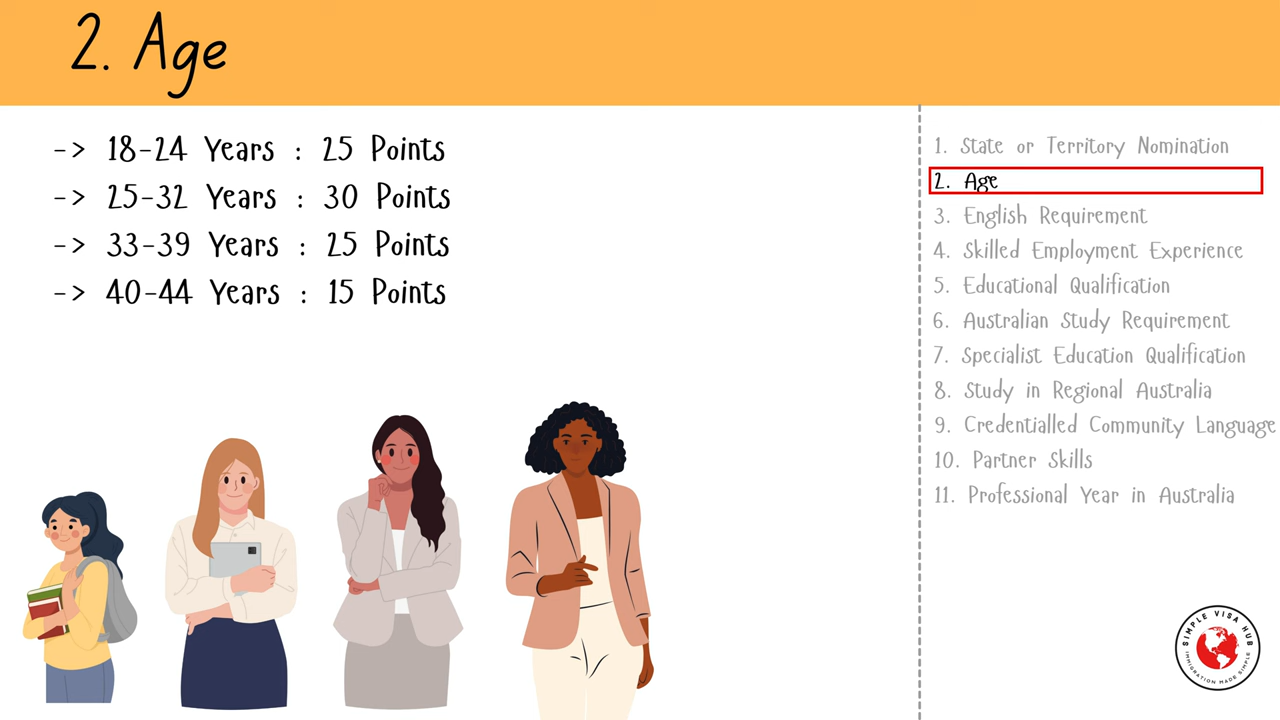 2. Age
-> 18-24 Years : 25 Points
-> 25-32 Years : 30 Points
-> 33-39 Years : 25 Points
-> 40-44 Years : 15 Points
1. State or Territory Nomination
2. Age
3. English Requirement
4. Skilled Employment Experience
5. Educational Qualification
6. Australian Study Requirement
7. Specialist Education Qualification
8. Study in Regional Australia
9. Credentialled Community Language
10. Partner Skills
11. Professional Year in Australia
SIMPLE VISA HUB
IMMIGRATION MADE SIMPLE